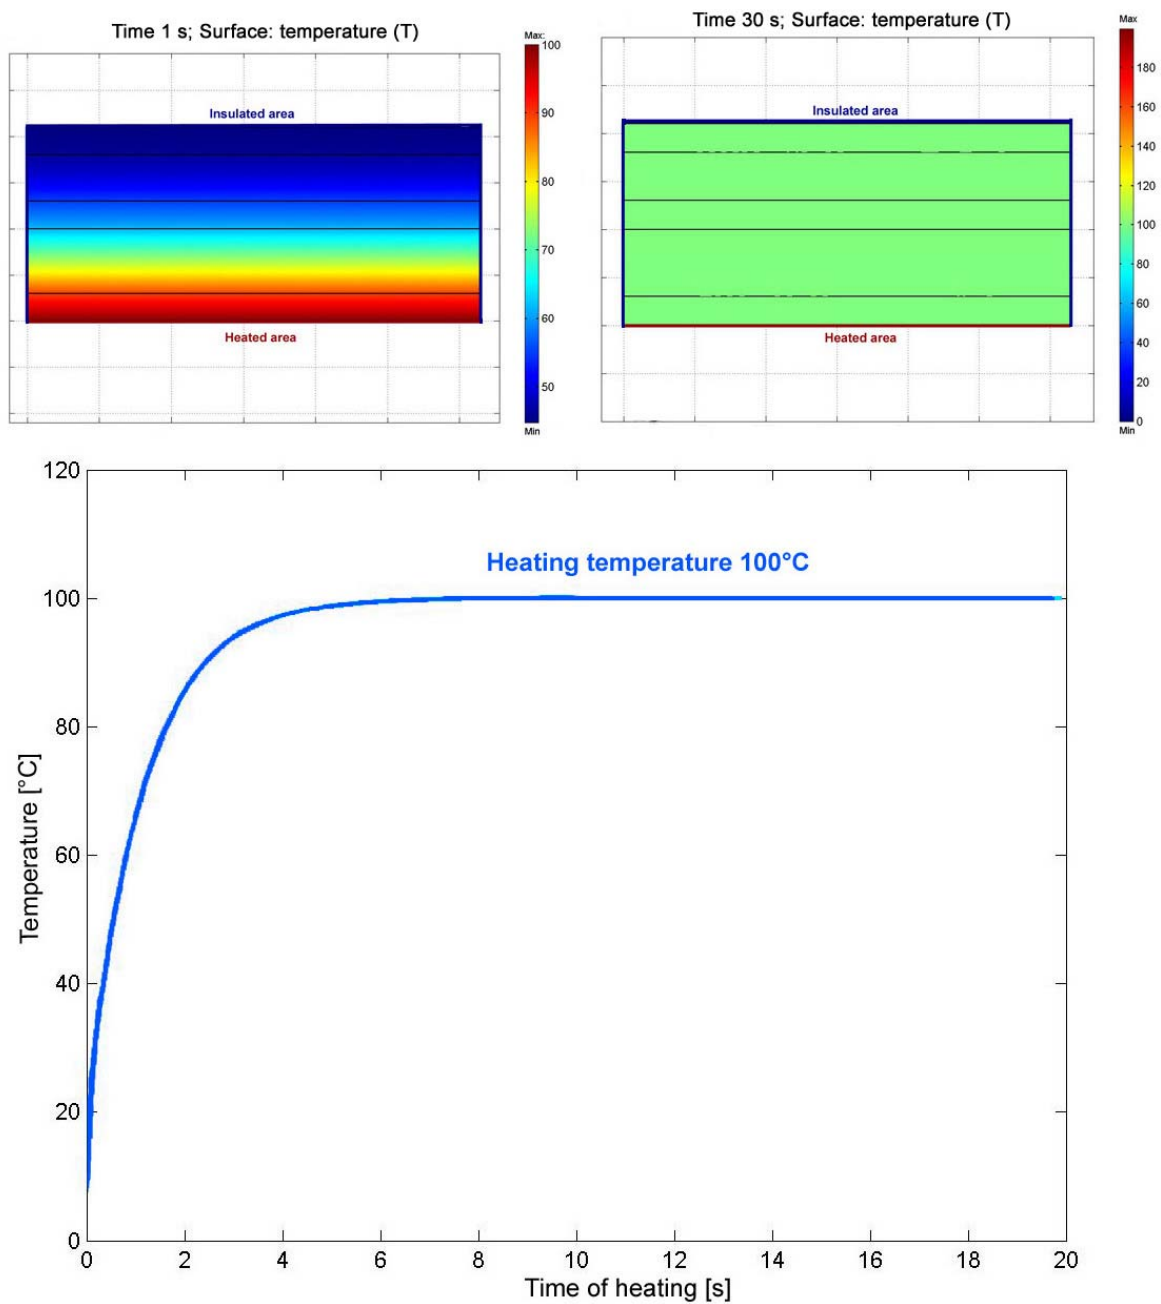 Time 1 s; Surface: temperature (T)
Max:
100
90
80
70
60
50
Min
Insulated area
Heated area
Time 30 s; Surface: temperature (T)
Max
180
160
140
120
100
80
60
40
20
0
Min
Insulated area
Heated area
120
100
80
60
40
20
0
Temperature [°C]
Heating temperature 100°C
0 2 4 6 8 10 12 14 16 18 20
Time of heating [s]